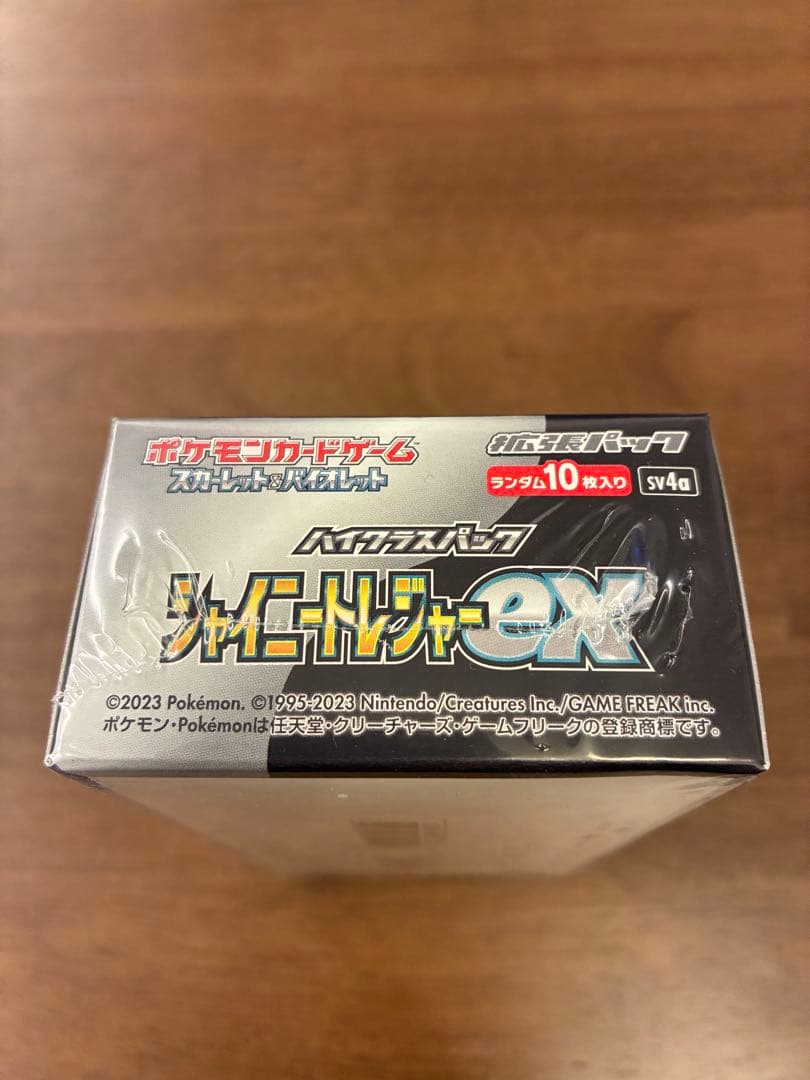 ポケモンカードゲーム
スカーレット&バイオレット
拡張パック
ランダム10枚入り
SV4a
ハイクラスパック
シャイニートレジャーex
©2023 Pokémon. ©1995-2023 Nintendo/Creatures Inc./GAME FREAK inc.
ポケモン・Pokémonは任天堂・クリーチャーズ・ゲームフリークの登録商標です。